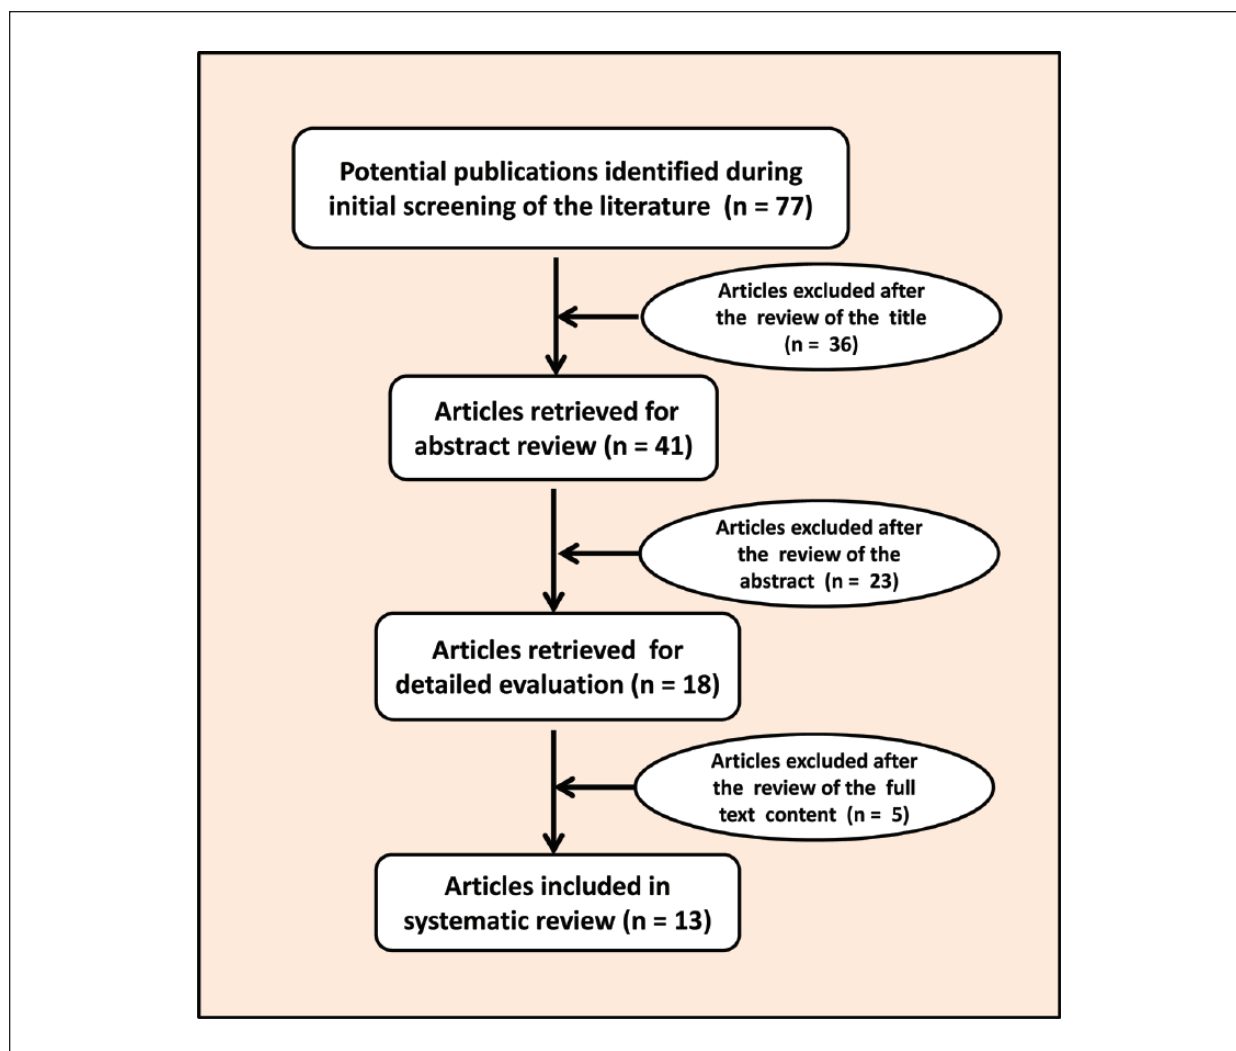 Potential publications identified during
initial screening of the literature (n = 77)
Articles excluded after
the review of the title
(n = 36)
Articles retrieved for
abstract review (n = 41)
Articles excluded after
the review of the
abstract (n = 23)
Articles retrieved for
detailed evaluation (n = 18)
Articles excluded after
the review of the full
text content (n = 5)
Articles included in
systematic review (n = 13)